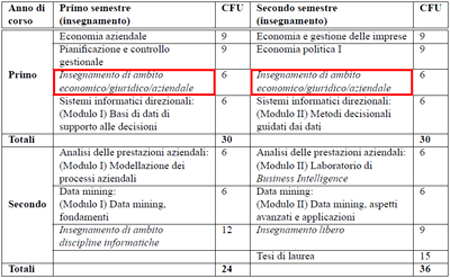 Anno di corso | Primo semestre (insegnamento) | CFU | Secondo semestre (insegnamento) | CFU
Primo | Economia aziendale | 9 | Economia e gestione delle imprese | 9
Pianificazione e controllo gestionale | 9 | Economia politica I | 9
Insegnamento di ambito economico/giuridico/aziendale | 6 | Insegnamento di ambito economico/giuridico/aziendale | 6
Sistemi informatici direzionali: (Modulo I) Basi di dati di supporto alle decisioni | 6 | Sistemi informatici direzionali: (Modulo II) Metodi decisionali guidati dai dati | 6
Totali | 30 | 30
Secondo | Analisi delle prestazioni aziendali: (Modulo I) Modellazione dei processi aziendali | 6 | Analisi delle prestazioni aziendali: (Modulo II) Laboratorio di Business Intelligence | 6
Data mining: (Modulo I) Data mining, fondamenti | 6 | Data mining: (Modulo II) Data mining, aspetti avanzati e applicazioni | 6
Insegnamento di ambito discipline informatiche | 12 | Insegnamento libero | 9
Tesi di laurea | 15
Totali | 24 | 36